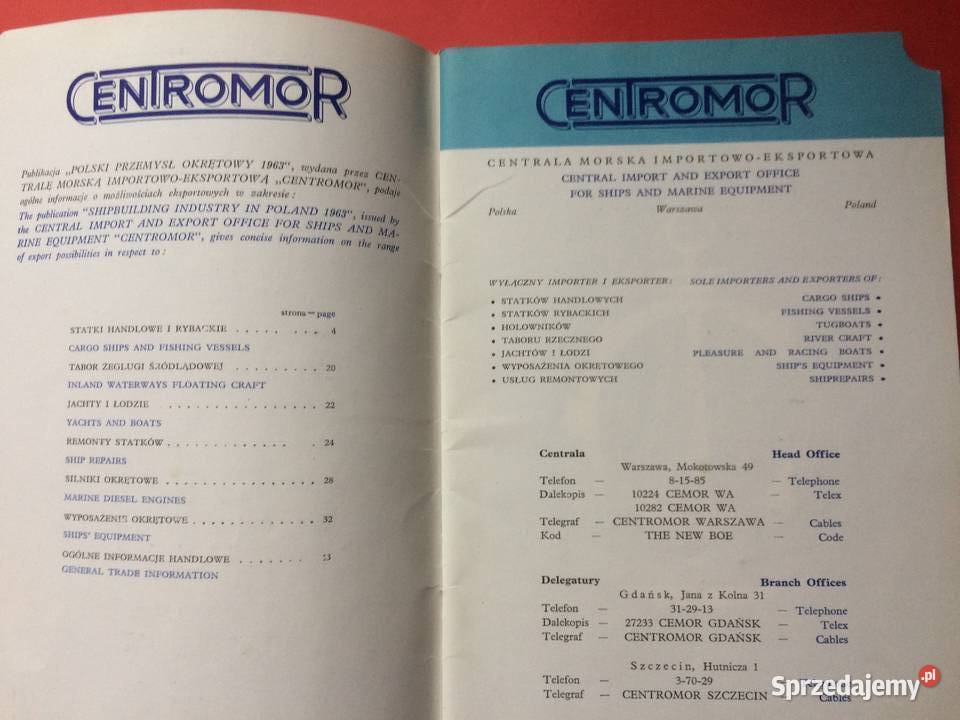 CENTROMOR
Publikacja „POLSKI PRZEMYSŁ OKRĘTOWY 1963“, wydana przez CEN-
TRALĘ MORSKĄ IMPORTOWO-EKSPORTOWĄ „CENTROMOR“, podaje
ogólne informacje o możliwościach eksportowych w zakresie:
The publication "SHIPBUILDING INDUSTRY IN POLAND 1963", issued by
the CENTRAL IMPORT AND EXPORT OFFICE FOR SHIPS AND MA-
RINE EQUIPMENT "CENTROMOR", gives concise information on the range
of export possibilities in respect to:
strona — page
STATKI HANDLOWE I RYBACKIE . . . . . . . 4
CARGO SHIPS AND FISHING VESSELS
TABOR ŻEGLUGI ŚJÓDLĄDOWEJ . . . . . . . . . 20
INLAND WATERWAYS FLOATING CRAFT
JACHTY I ŁODZIE . . . . . . . . . . . . . . . . 22
YACHTS AND BOATS
REMONTY STATKÓW . . . . . . . . . . . . . . 24
SHIP REPAIRS
SILNIKI OKRĘTOWE . . . . . . . . . . . . . . . 28
MARINE DIESEL ENGINES
WYPOSAŻENIE OKRĘTOWE . . . . . . . . . . . . . 32
SHIPS' EQUIPMENT
OGÓLNE INFORMACJE HANDLOWE . . . . . . .
GENERAL TRADE INFORMATION
CENTROMOR
CENTRALA MORSKA IMPORTOWO-EKSPORTOWA
CENTRAL IMPORT AND EXPORT OFFICE
FOR SHIPS AND MARINE EQUIPMENT
Polska Warszawa Poland
WYŁĄCZNY IMPORTER I EKSPORTER: SOLE IMPORTERS AND EXPORTERS OF:
• STATKÓW HANDLOWYCH CARGO SHIPS •
• STATKÓW RYBACKICH FISHING VESSELS •
• HOLOWNIKÓW TUGBOATS •
• TABORU RZECZNEGO RIVER CRAFT •
• JACHTÓW I ŁODZI PLEASURE AND RACING BOATS •
• WYPOSAŻENIA OKRĘTOWEGO SHIP'S EQUIPMENT •
• USŁUG REMONTOWYCH SHIPREPAIRS •
Centrala Head Office
Warszawa, Mokotowska 49
Telefon — 8-15-85 — Telephone
Dalekopis — 10224 CEMOR WA — Telex
10282 CEMOR WA
Telegraf — CENTROMOR WARSZAWA — Cables
Kod — THE NEW BOE — Code
Delegatury Branch Offices
Gdańsk, Jana z Kolna 31
Telefon — 31-29-13 — Telephone
Dalekopis — 27233 CEMOR GDAŃSK — Telex
Telegraf — CENTROMOR GDAŃSK — Cables
Szczecin, Hutnicza 1
Telefon — 3-70-29 — Telephone
Telegraf — CENTROMOR SZCZECIN — Cables
Sprzedajemy.pl